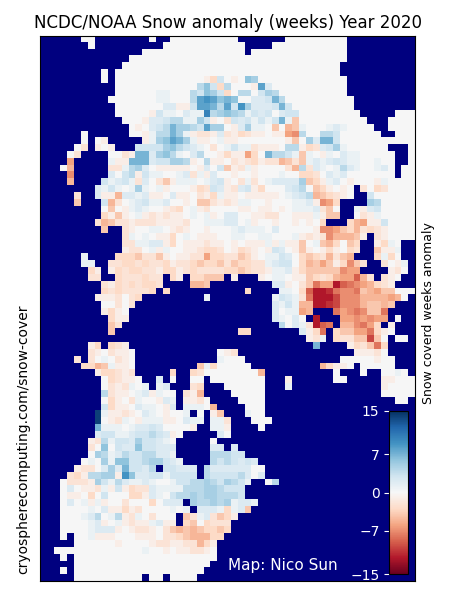 NCDC/NOAA Snow anomaly (weeks) Year 2020
cryospherecomputing.com/snow-cover
Snow coverd weeks anomaly
15
7
0
−7
−15
Map: Nico Sun